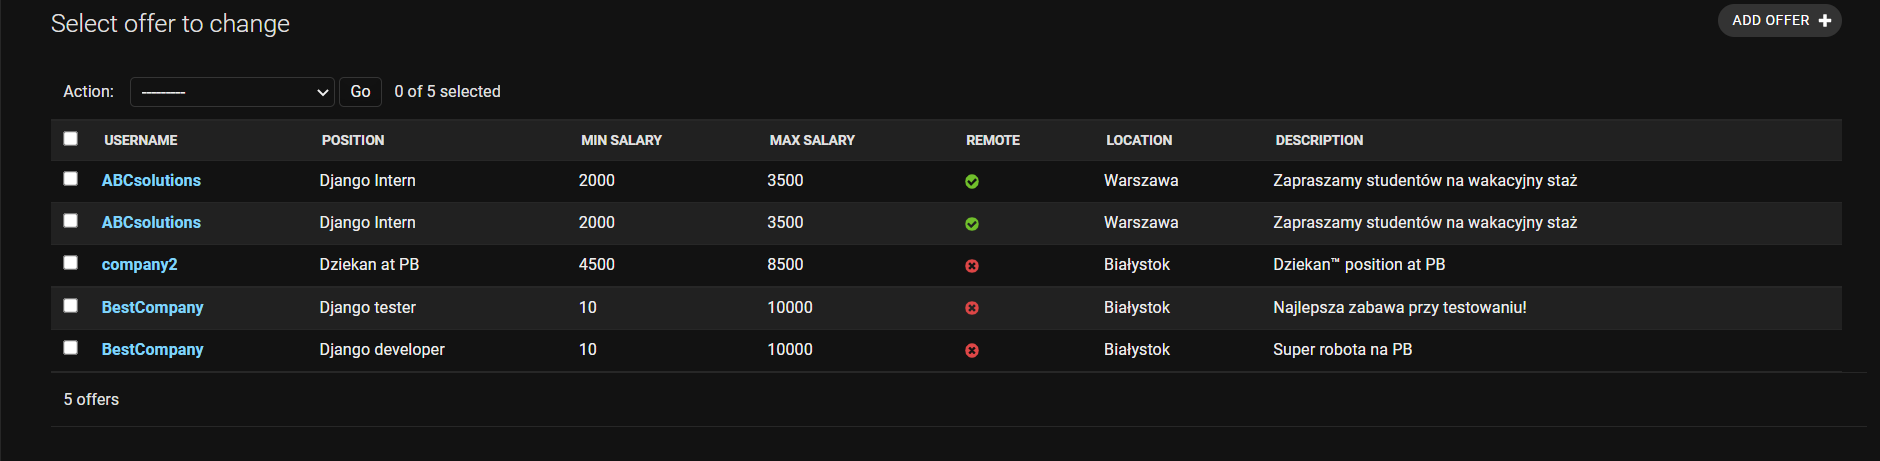 Select offer to change
ADD OFFER
Action: --------- Go 0 of 5 selected
USERNAME POSITION MIN SALARY MAX SALARY REMOTE LOCATION DESCRIPTION
ABCsolutions Django Intern 2000 3500 Warszawa Zapraszamy studentów na wakacyjny staż
ABCsolutions Django Intern 2000 3500 Warszawa Zapraszamy studentów na wakacyjny staż
company2 Dziekan at PB 4500 8500 Białystok Dziekan™ position at PB
BestCompany Django tester 10 10000 Białystok Najlepsza zabawa przy testowaniu!
BestCompany Django developer 10 10000 Białystok Super robota na PB
5 offers